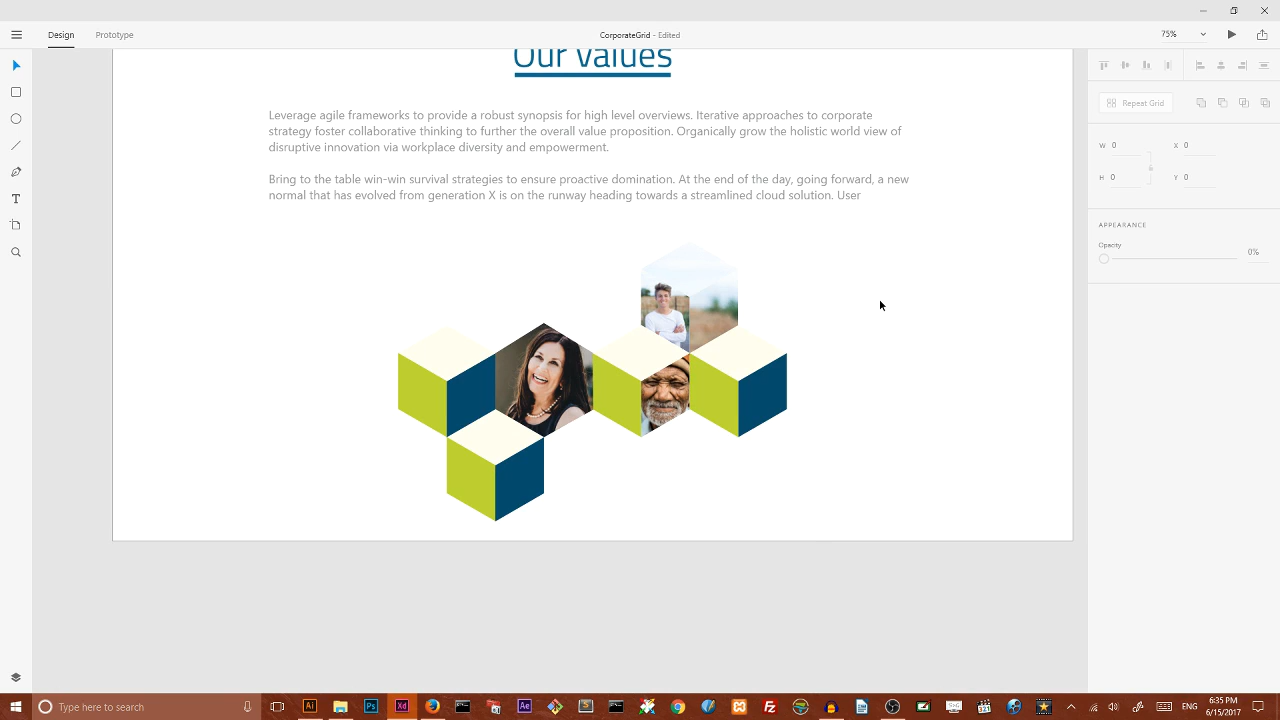 Design
Prototype
CorporateGrid - Edited
75%
Our Values
Leverage agile frameworks to provide a robust synopsis for high level overviews. Iterative approaches to corporate
strategy foster collaborative thinking to further the overall value proposition. Organically grow the holistic world view of
disruptive innovation via workplace diversity and empowerment.
Bring to the table win-win survival strategies to ensure proactive domination. At the end of the day, going forward, a new
normal that has evolved from generation X is on the runway heading towards a streamlined cloud solution. User
Repeat Grid
W 0
X 0
H 0
Y 0
APPEARANCE
Opacity
0%
Type here to search
Ai
Ps
Xd
Ae
S
Fz
ENG
6:35 PM
6/15/2017